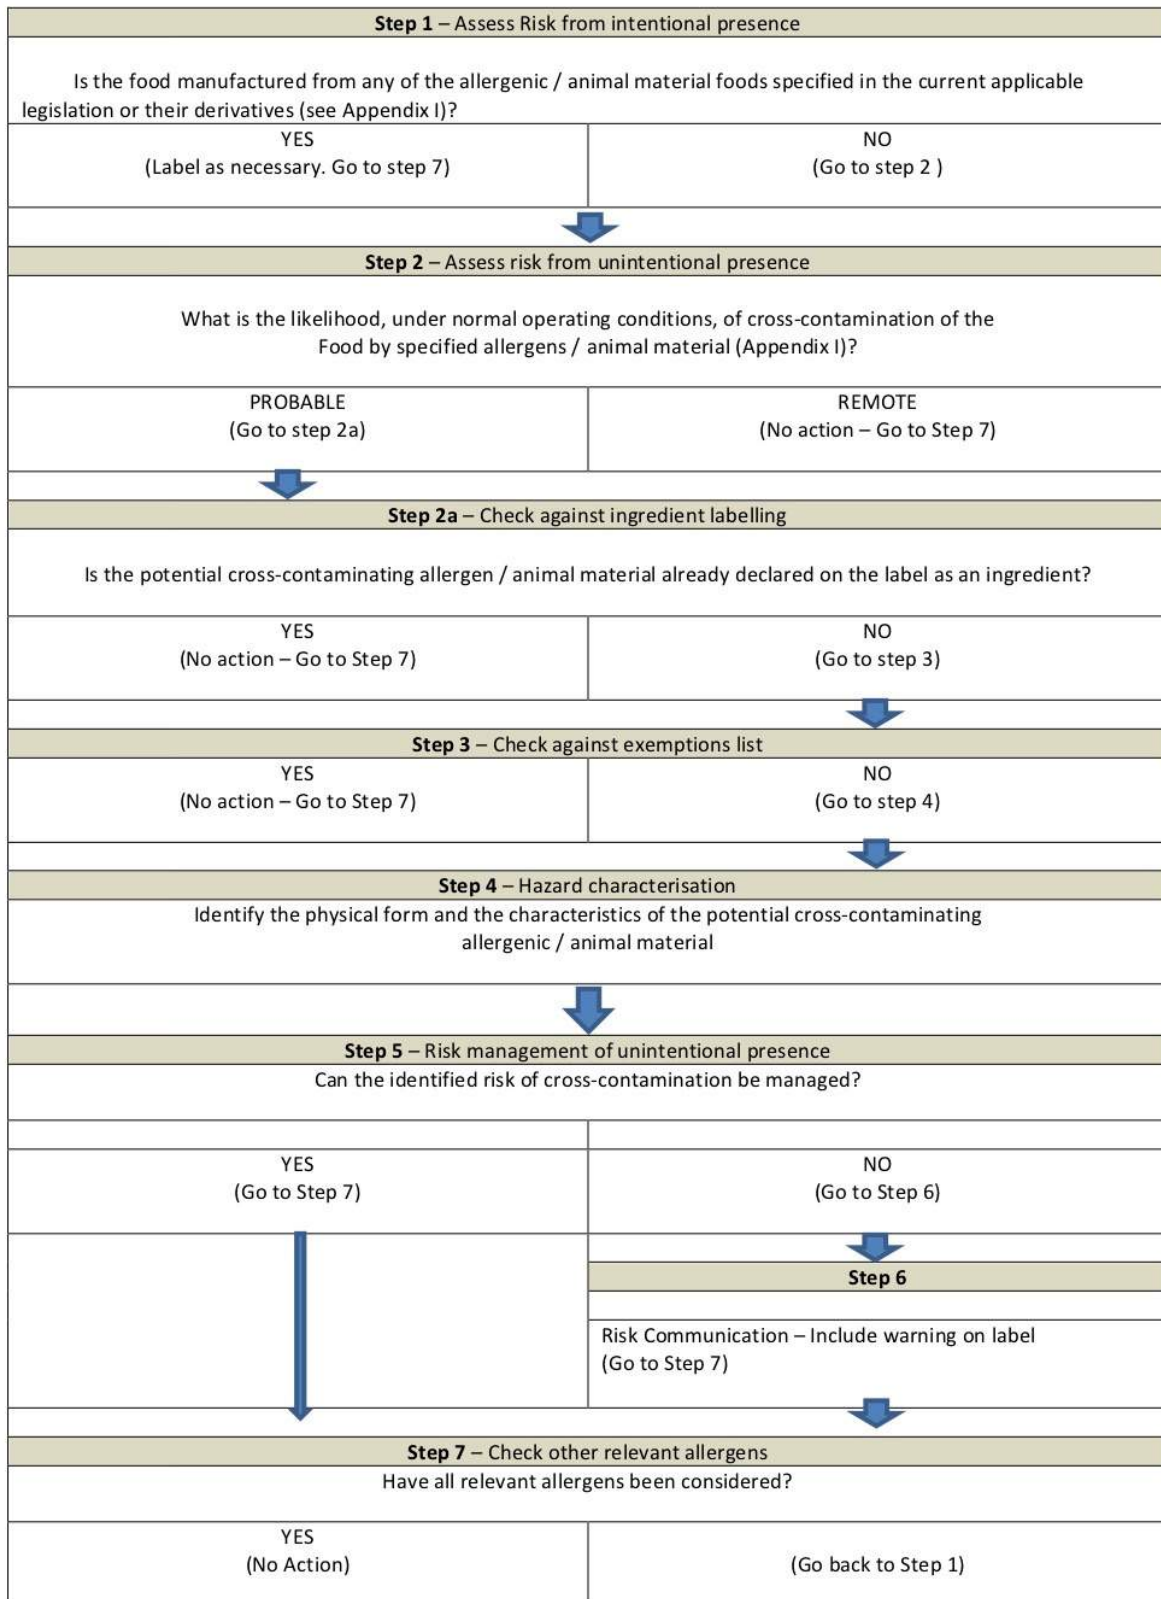 Step 1 – Assess Risk from intentional presence
Is the food manufactured from any of the allergenic / animal material foods specified in the current applicable
legislation or their derivatives (see Appendix I)?
YES
(Label as necessary. Go to step 7)
NO
(Go to step 2 )
Step 2 – Assess risk from unintentional presence
What is the likelihood, under normal operating conditions, of cross-contamination of the
Food by specified allergens / animal material (Appendix I)?
PROBABLE
(Go to step 2a)
REMOTE
(No action – Go to Step 7)
Step 2a – Check against ingredient labelling
Is the potential cross-contaminating allergen / animal material already declared on the label as an ingredient?
YES
(No action – Go to Step 7)
NO
(Go to step 3)
Step 3 – Check against exemptions list
YES
(No action – Go to Step 7)
NO
(Go to step 4)
Step 4 – Hazard characterisation
Identify the physical form and the characteristics of the potential cross-contaminating
allergenic / animal material
Step 5 – Risk management of unintentional presence
Can the identified risk of cross-contamination be managed?
YES
(Go to Step 7)
NO
(Go to Step 6)
Step 6
Risk Communication – Include warning on label
(Go to Step 7)
Step 7 – Check other relevant allergens
Have all relevant allergens been considered?
YES
(No Action)
(Go back to Step 1)